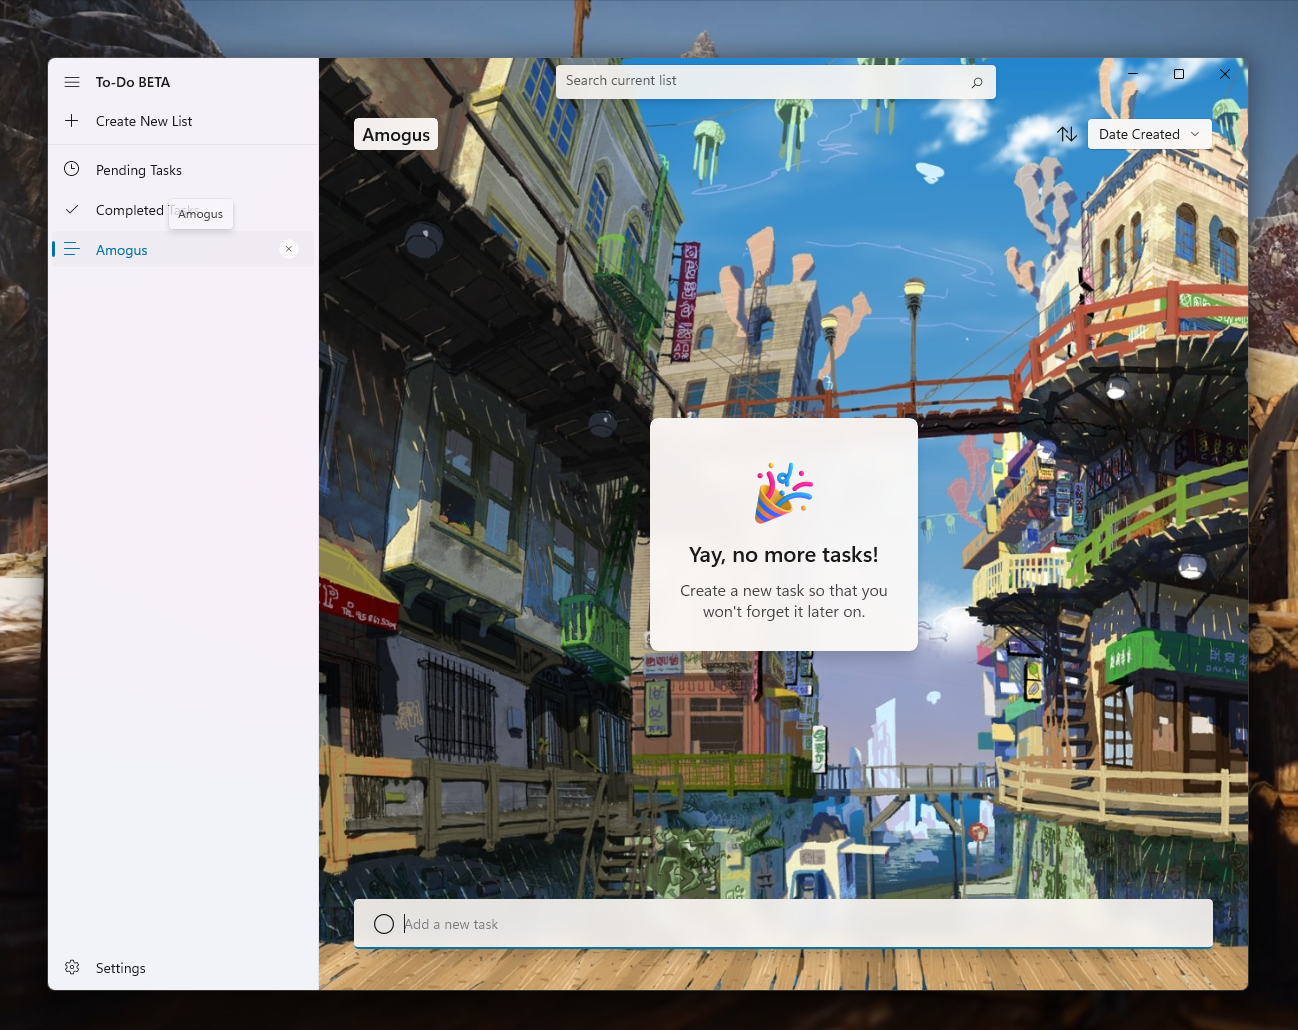 To-Do BETA
Search current list
Create New List
Amogus
Date Created
Pending Tasks
Completed Tasks
Amogus
Amogus
Yay, no more tasks!
Create a new task so that you
won't forget it later on.
Add a new task
Settings